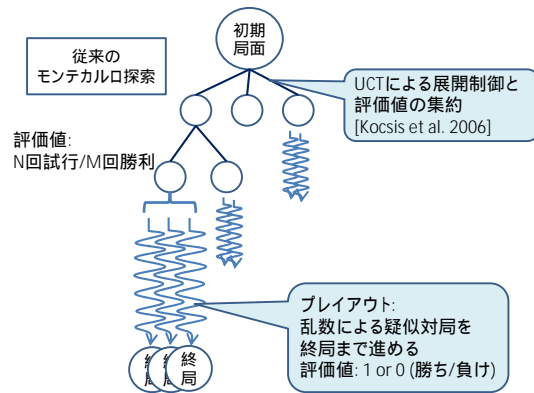 初期
局面
従来の
モンテカルロ探索
UCTによる展開制御と
評価値の集約
[Kocsis et al. 2006]
評価値:
N回試行/M回勝利
プレイアウト:
乱数による疑似対局を
終局まで進める
評価値: 1 or 0 (勝ち/負け)
終
局
終
局
終
局